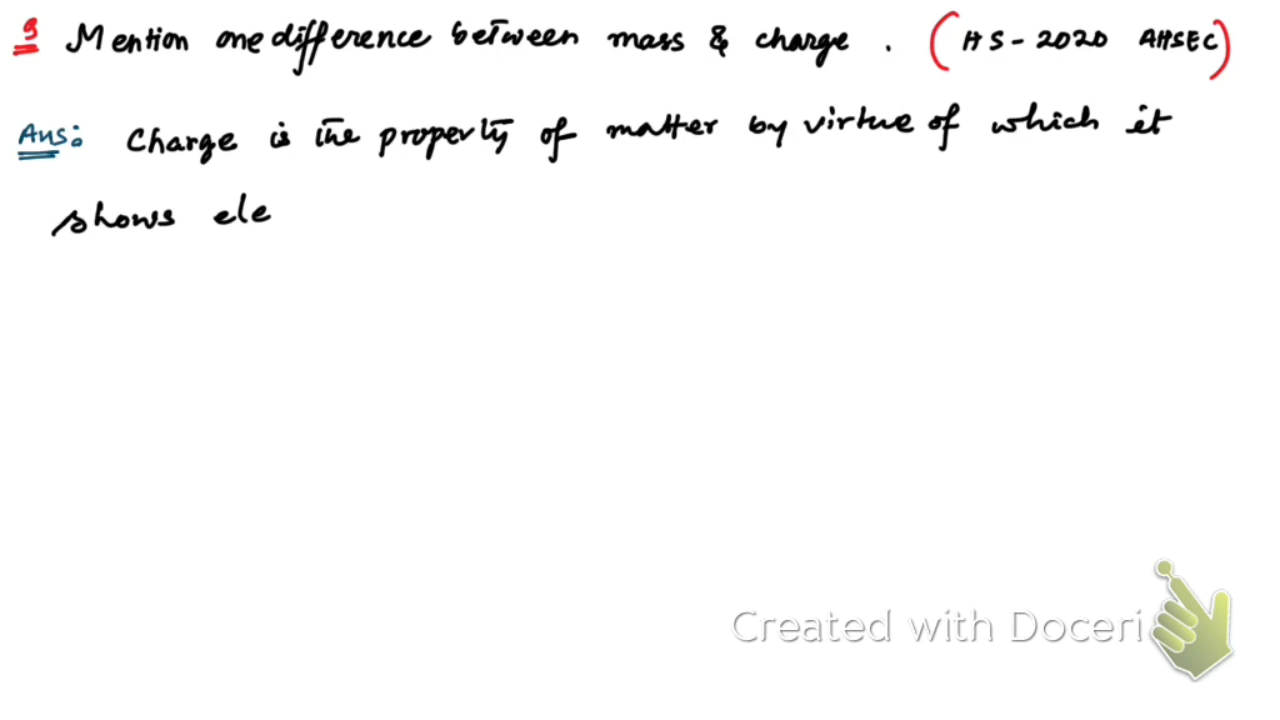 9 Mention one difference between mass & charge . (HS-2020 AHSEC)
Ans: Charge is the property of matter by virtue of which it
shows ele
Created with Doceri